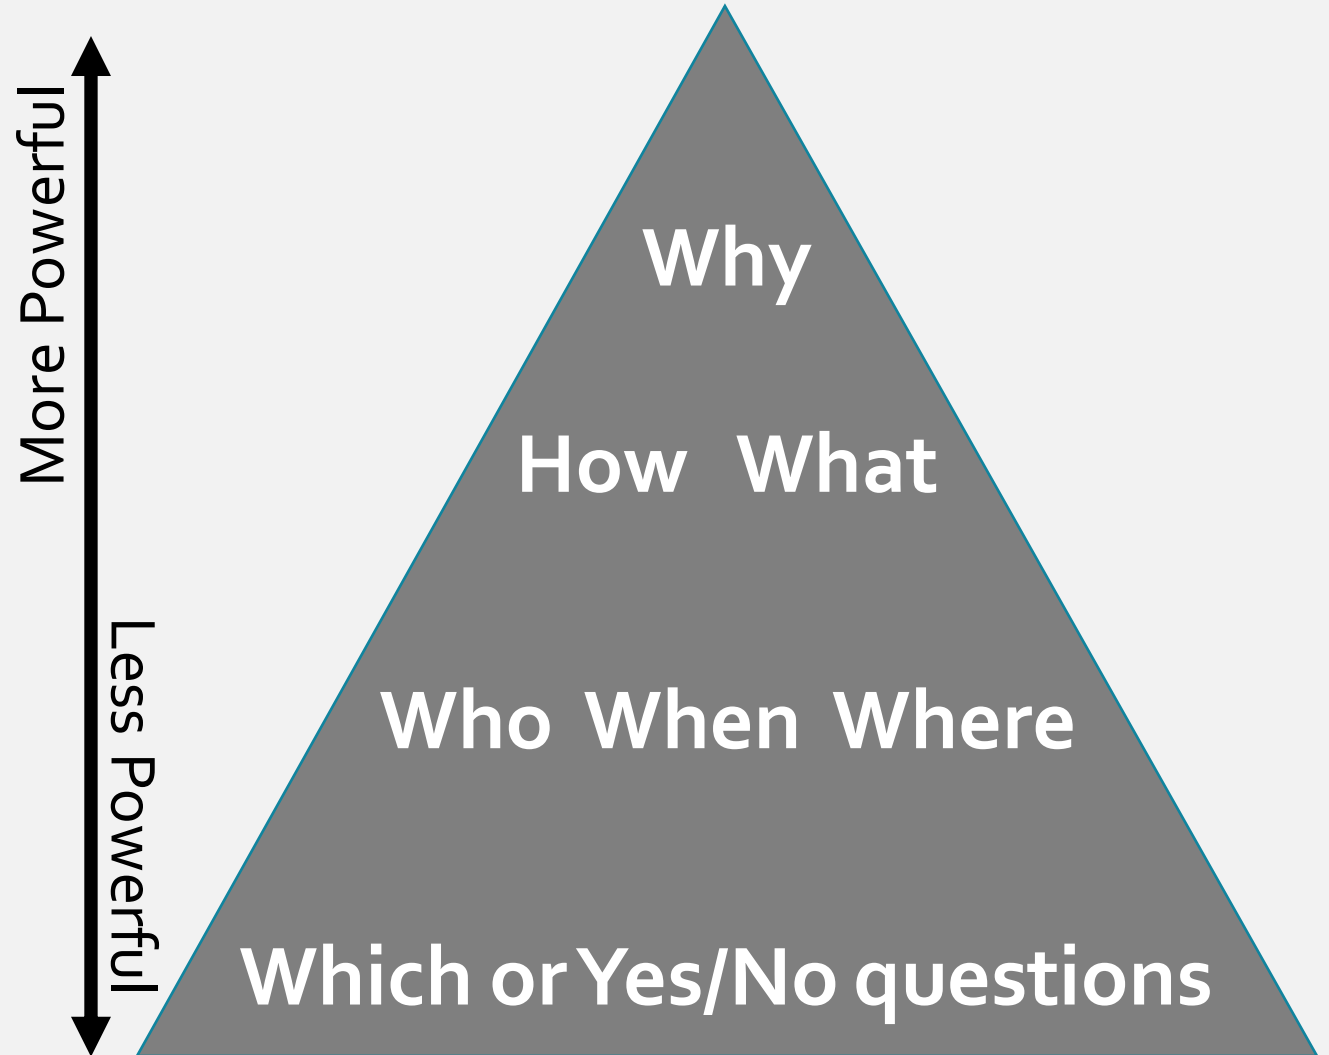 More Powerful
Less Powerful
Why
How What
Who When Where
Which or Yes/No questions